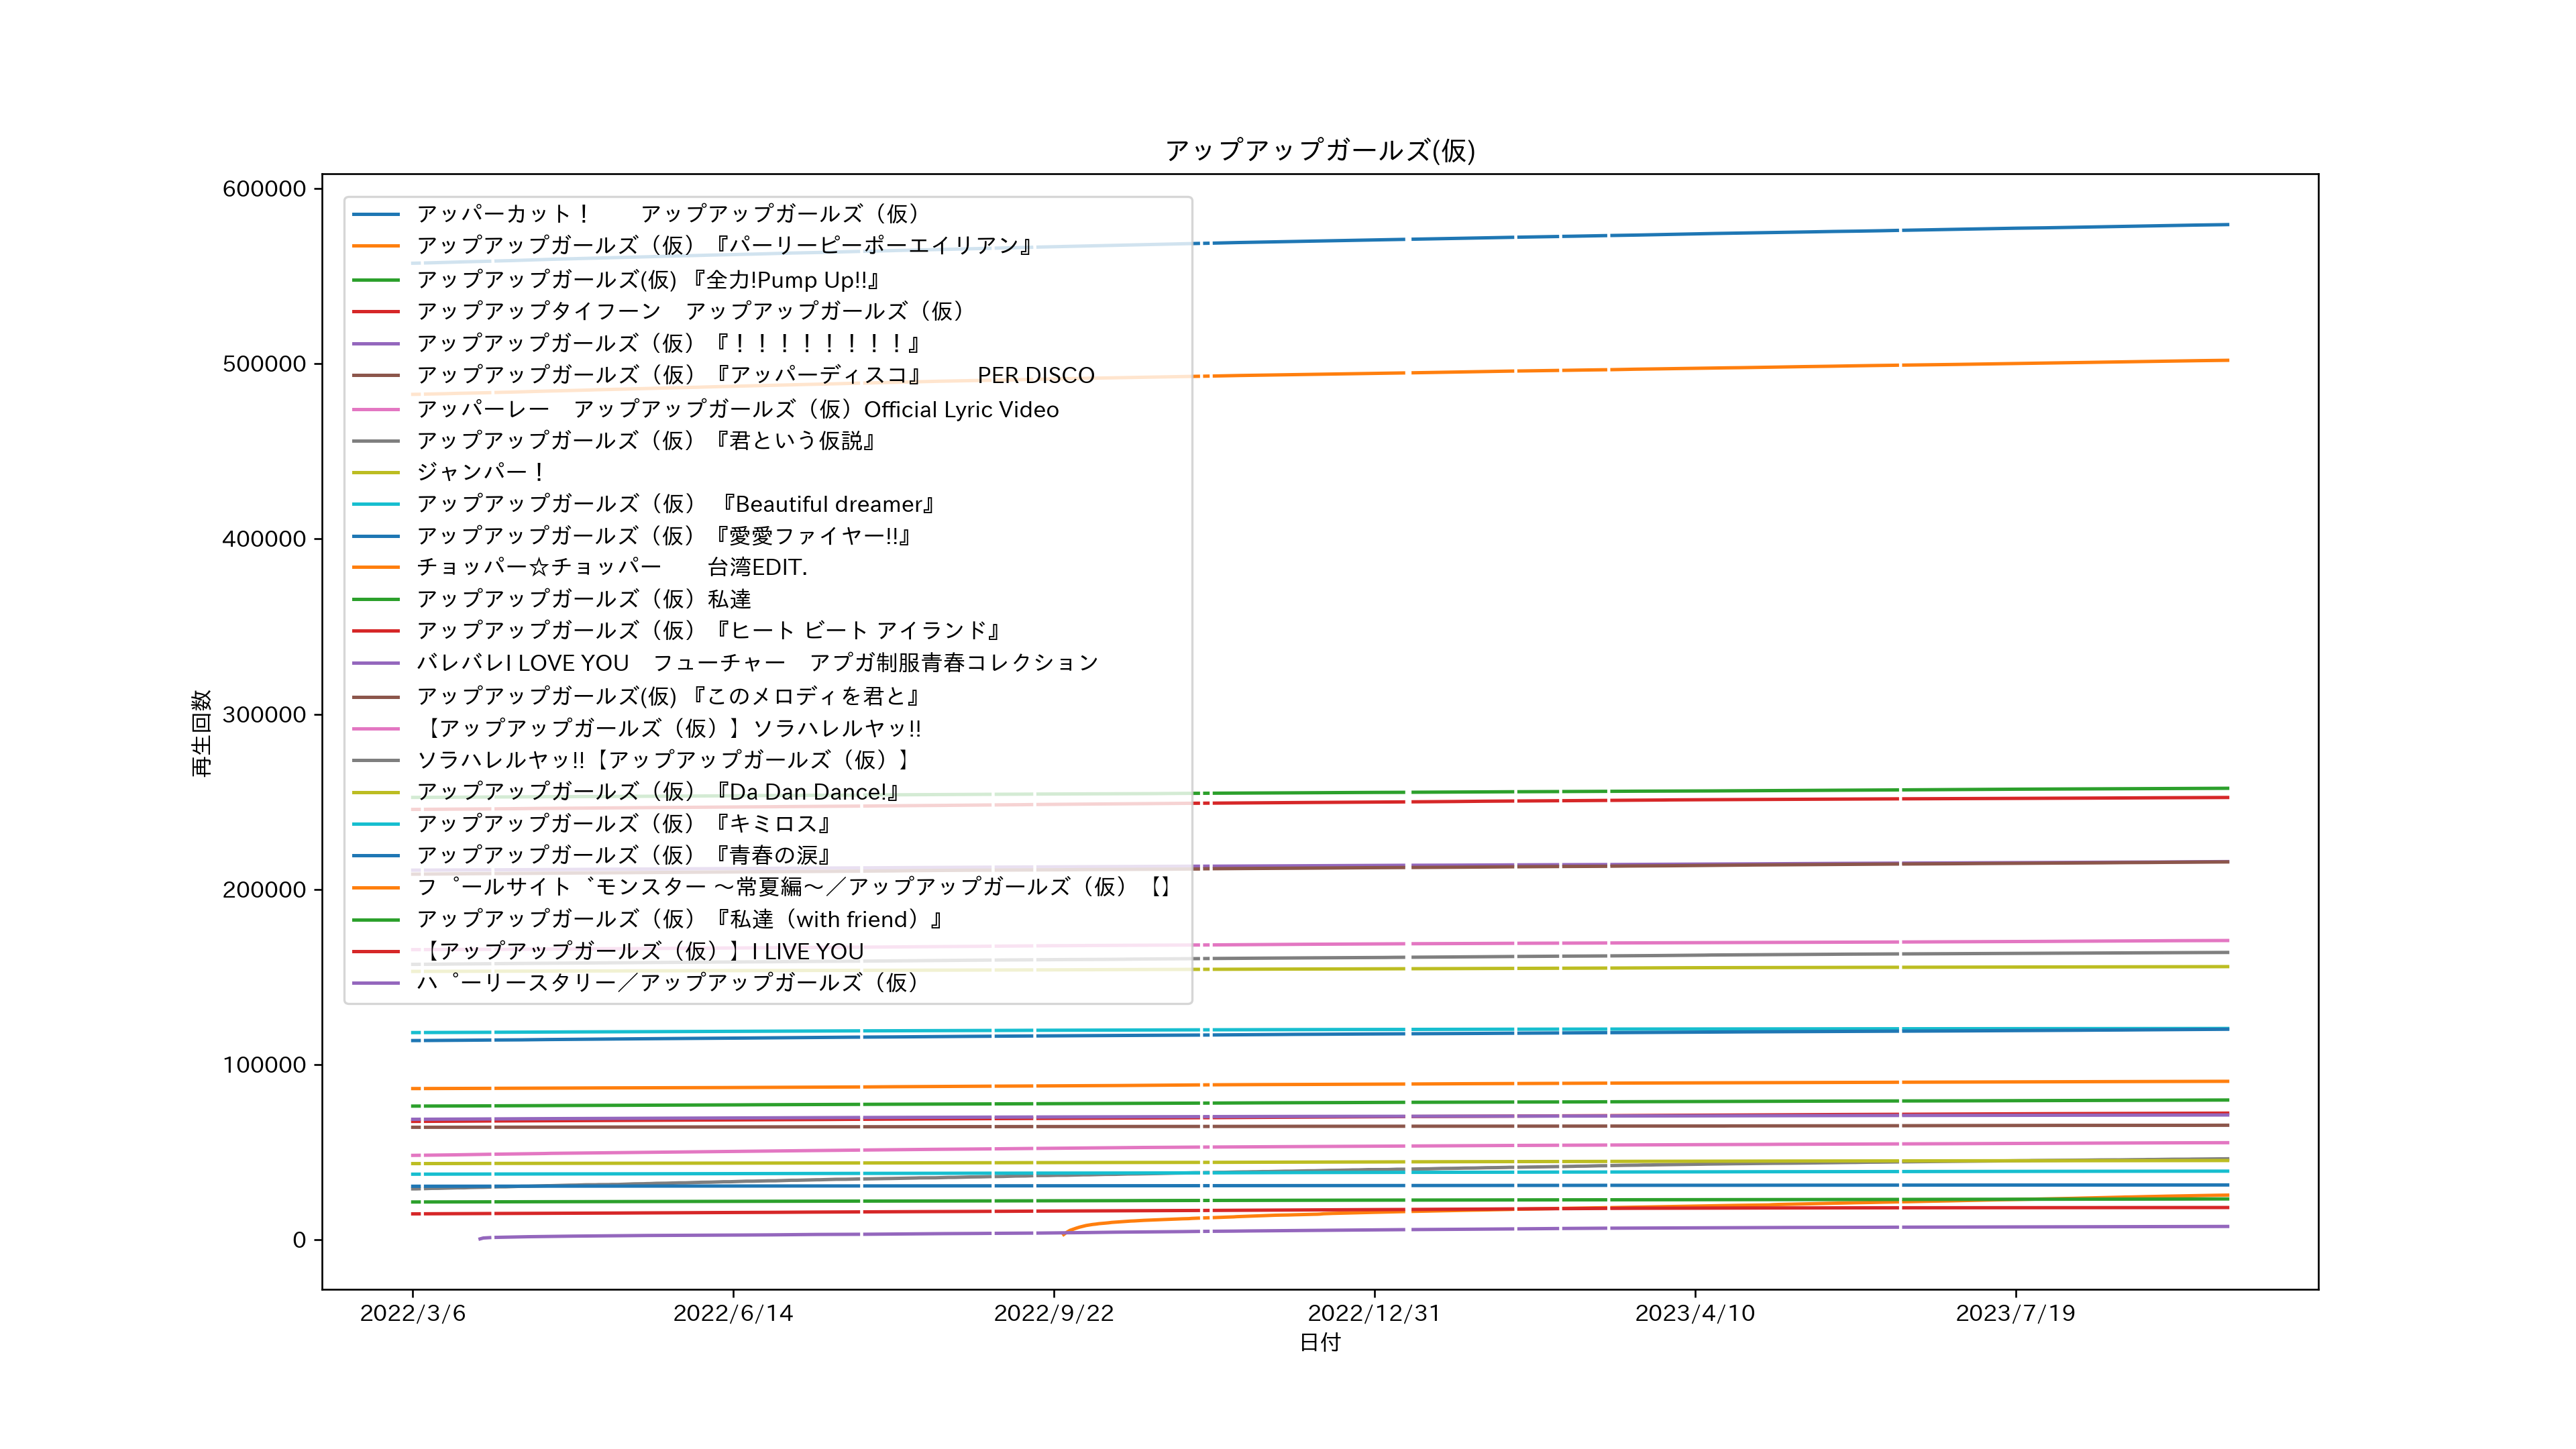 アップアップガールズ(仮)
600000
500000
400000
300000
200000
100000
0
再生回数
アッパーカット！　　アップアップガールズ（仮）
アップアップガールズ（仮）『パーリーピーポーエイリアン』
アップアップガールズ(仮) 『全力!Pump Up!!』
アップアップタイフーン　アップアップガールズ（仮）
アップアップガールズ（仮）『！！！！！！！！』
アップアップガールズ（仮）『アッパーディスコ』　　PER DISCO
アッパーレー　アップアップガールズ（仮）Official Lyric Video
アップアップガールズ（仮）『君という仮説』
ジャンパー！
アップアップガールズ（仮） 『Beautiful dreamer』
アップアップガールズ（仮）『愛愛ファイヤー!!』
チョッパー☆チョッパー　　台湾EDIT.
アップアップガールズ（仮）私達
アップアップガールズ（仮）『ヒート ビート アイランド』
バレバレI LOVE YOU　フューチャー　アプガ制服青春コレクション
アップアップガールズ(仮) 『このメロディを君と』
【アップアップガールズ（仮）】ソラハレルヤッ!!
ソラハレルヤッ!!【アップアップガールズ（仮）】
アップアップガールズ（仮）『Da Dan Dance!』
アップアップガールズ（仮）『キミロス』
アップアップガールズ（仮）『青春の涙』
フ゜ールサイト゛モンスター 〜常夏編〜／アップアップガールズ（仮）【】
アップアップガールズ（仮）『私達（with friend）』
【アップアップガールズ（仮）】I LIVE YOU
ハ゜ーリースタリー／アップアップガールズ（仮）
2022/3/6
2022/6/14
2022/9/22
2022/12/31
2023/4/10
2023/7/19
日付